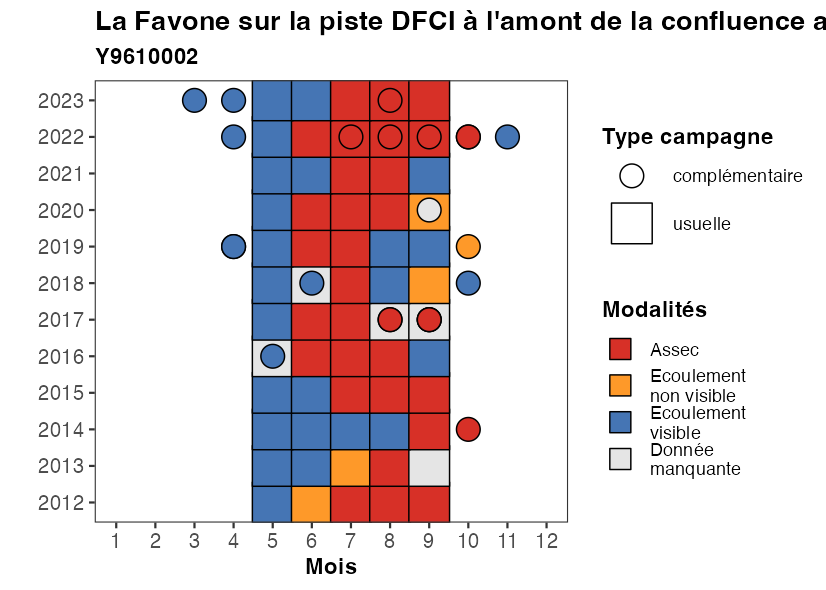 La Favone sur la piste DFCI à l'amont de la confluence a
Y9610002
2023
2022
2021
2020
2019
2018
2017
2016
2015
2014
2013
2012
1 2 3 4 5 6 7 8 9 10 11 12
Mois
Type campagne
complémentaire
usuelle
Modalités
Assec
Ecoulement
non visible
Ecoulement
visible
Donnée
manquante